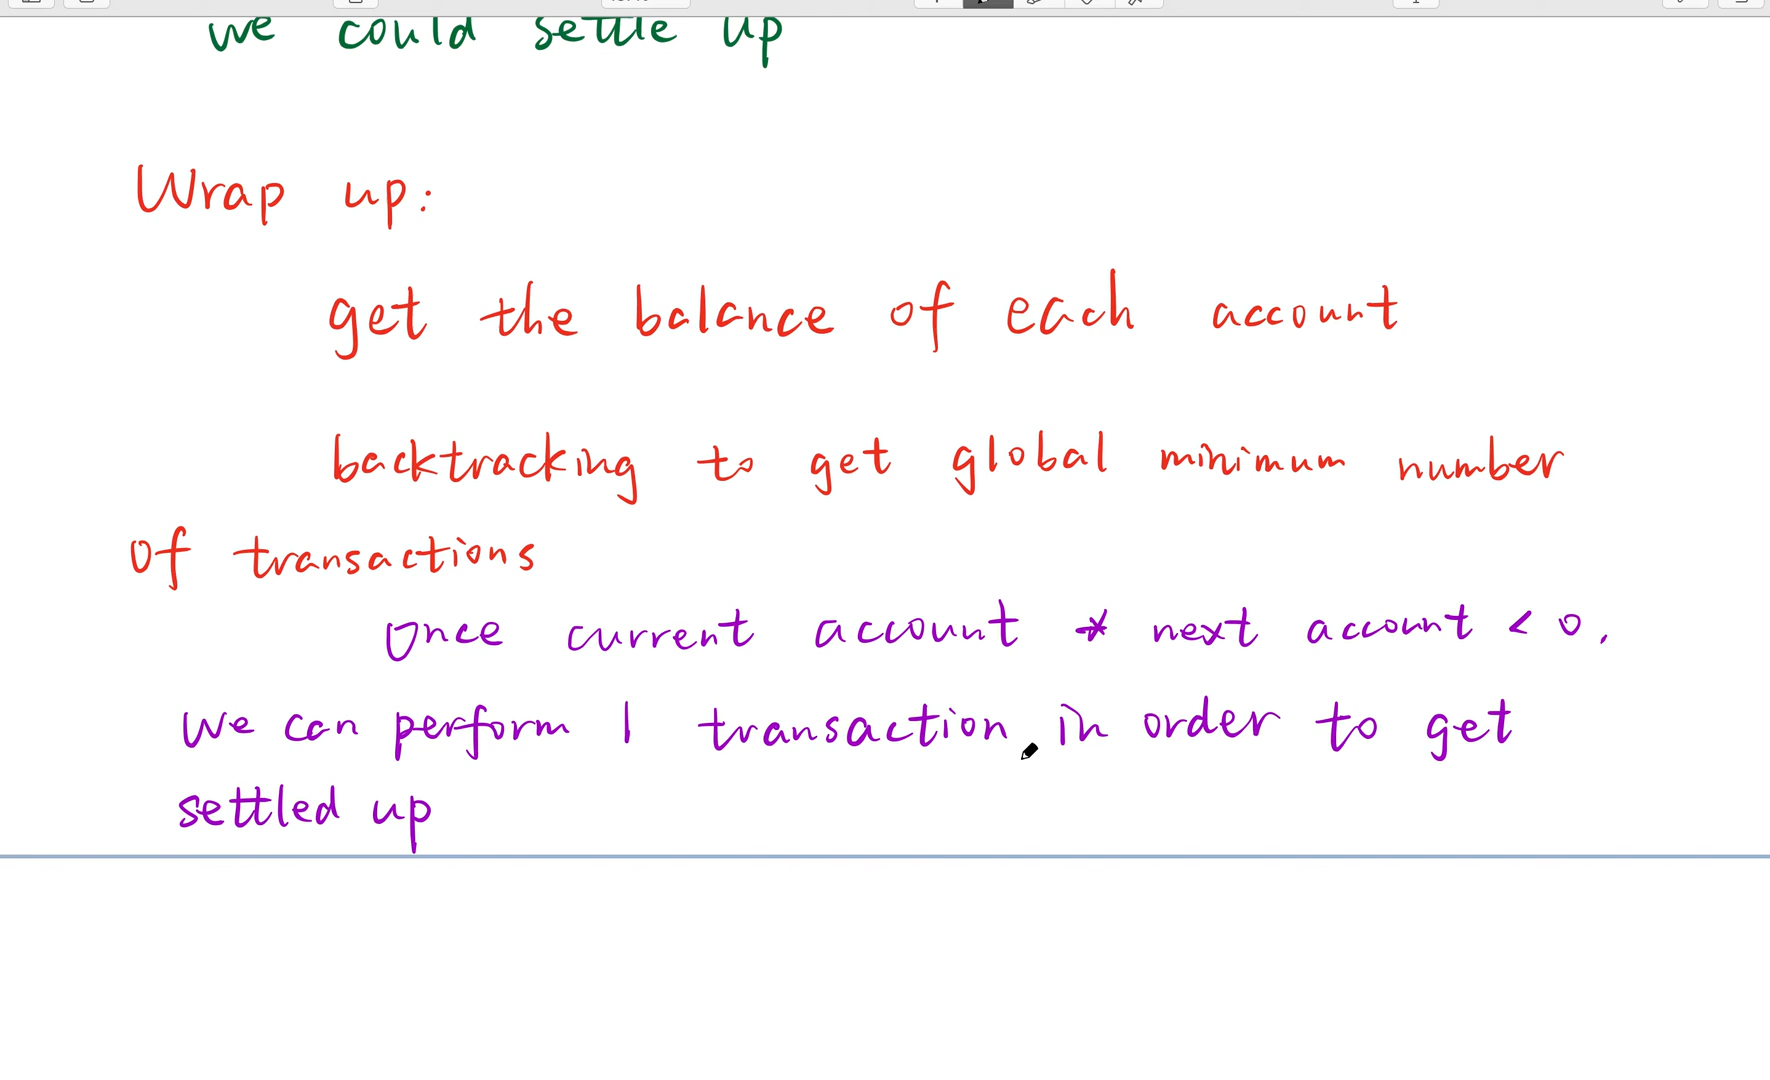 we could settle up
Wrap up:
get the balance of each account
backtracking to get global minimum number
of transactions
Once current account * next account < 0,
we can perform 1 transaction in order to get
settled up